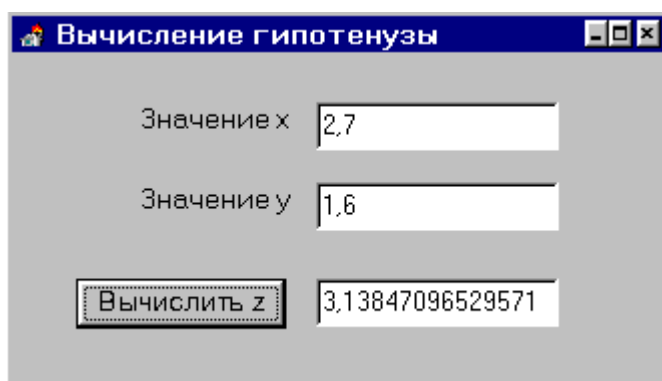 Вычисление гипотенузы
Значение x 2,7
Значение y 1,6
Вычислить z 3,13847096529571